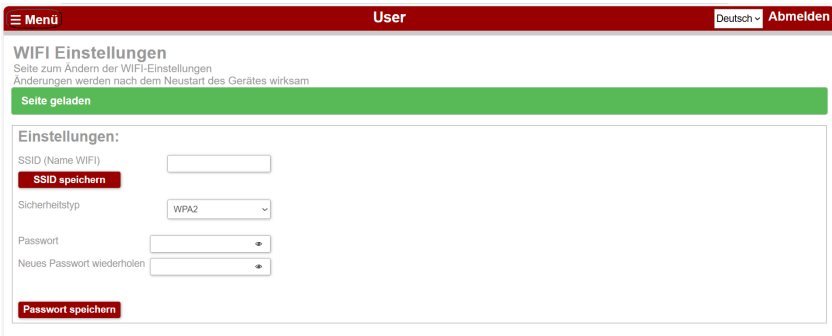 ☰ Menü
User
Deutsch
Abmelden
WIFI Einstellungen
Seite zum Ändern der WIFI-Einstellungen
Änderungen werden nach dem Neustart des Gerätes wirksam
Seite geladen
Einstellungen:
SSID (Name WIFI)
SSID speichern
Sicherheitstyp
WPA2
Passwort
Neues Passwort wiederholen
Passwort speichern